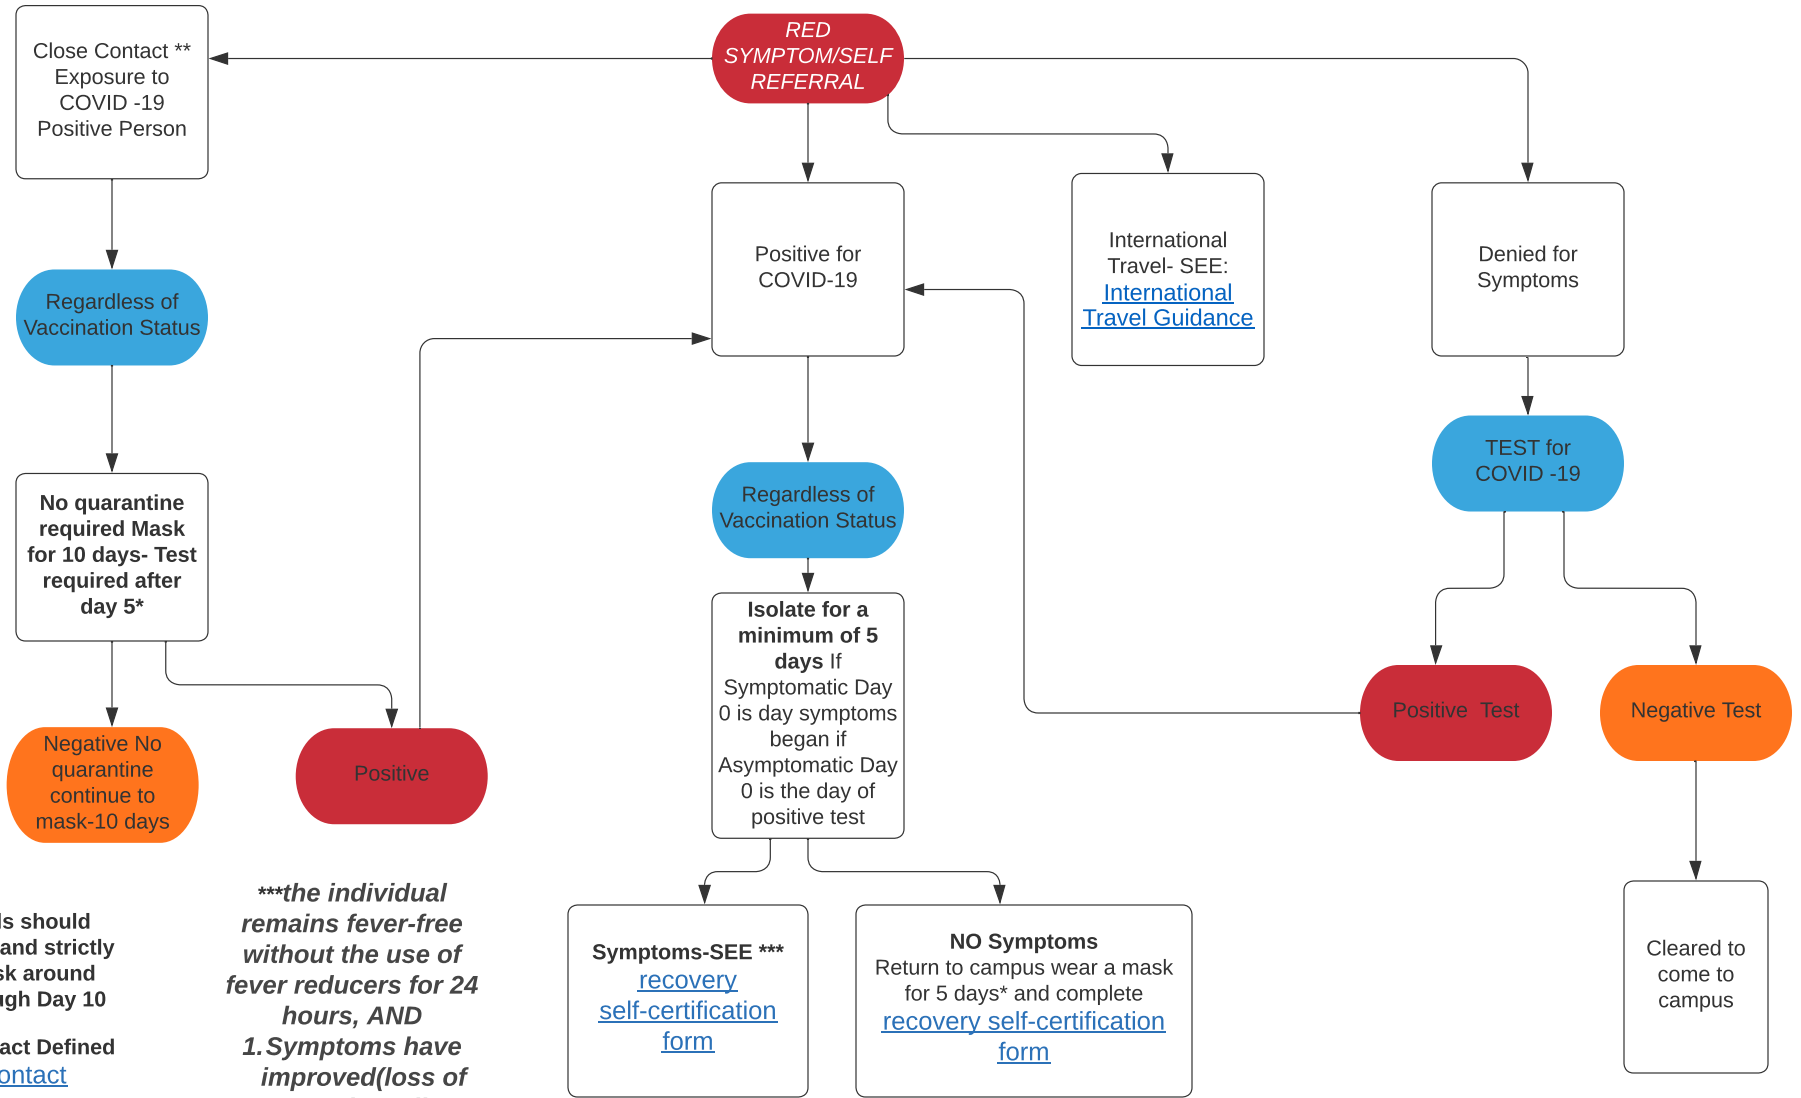 RED
SYMPTOM/SELF
REFERRAL
Close Contact **
Exposure to
COVID -19
Positive Person
Regardless of
Vaccination Status
No quarantine
required Mask
for 10 days- Test
required after
day 5*
Negative No
quarantine
continue to
mask-10 days
Positive
Positive for
COVID-19
Regardless of
Vaccination Status
Isolate for a
minimum of 5
days If
Symptomatic Day
0 is day symptoms
began if
Asymptomatic Day
0 is the day of
positive test
Symptoms-SEE ***
recovery
self-certification
form
NO Symptoms
Return to campus wear a mask
for 5 days* and complete
recovery self-certification
form
International
Travel- SEE:
International
Travel Guidance
Denied for
Symptoms
TEST for
COVID -19
Positive Test
Negative Test
Cleared to
come to
campus
should
and strictly
around
Day 10
Defined
***the individual
remains fever-free
without the use of
fever reducers for 24
hours, AND
1.Symptoms have
improved(loss of